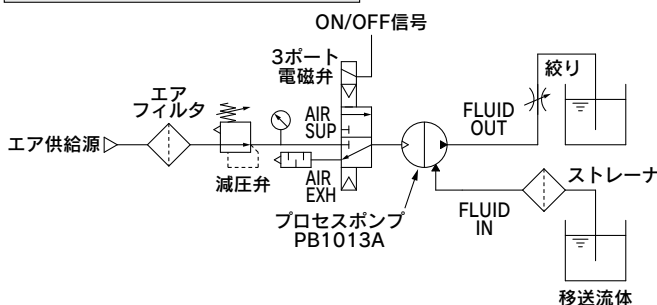 ON/OFF信号
3ポート
電磁弁
エア
フィルタ
AIR
SUP
絞り
FLUID
OUT
エア供給源
減圧弁
AIR
EXH
ストレーナ
プロセスポンプ
PB1013A
FLUID
IN
移送流体